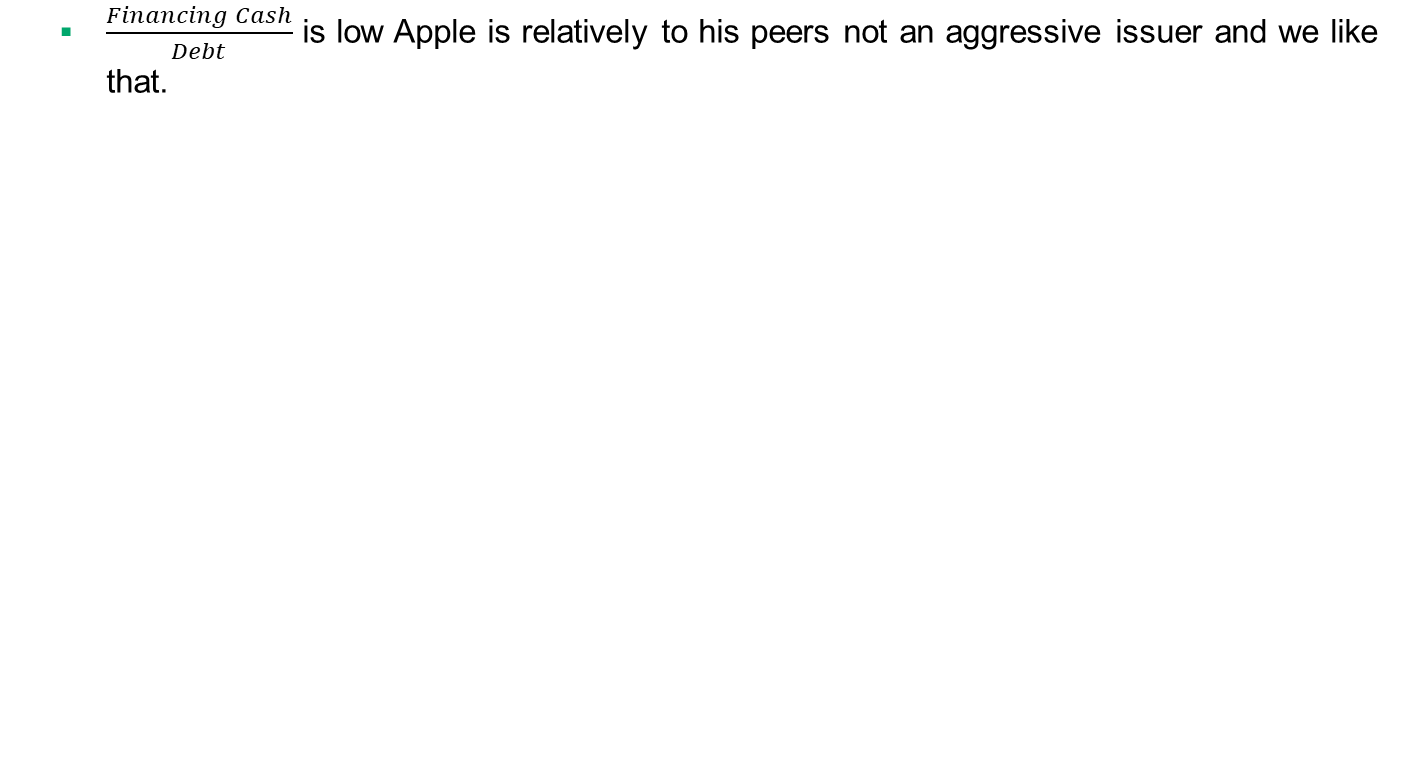 ▪ Financing Cash
Debt
is low Apple is relatively to his peers not an aggressive issuer and we like
that.